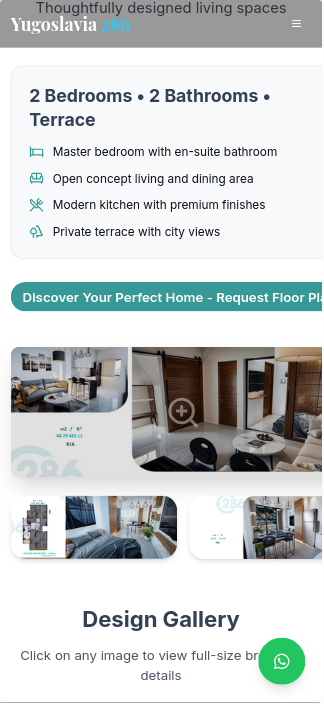 Thoughtfully designed living spaces
Yugoslavia 286
2 Bedrooms • 2 Bathrooms •
Terrace
Master bedroom with en-suite bathroom
Open concept living and dining area
Modern kitchen with premium finishes
Private terrace with city views
Discover Your Perfect Home - Request Floor Pla
286
286
Design Gallery
Click on any image to view full-size br
details